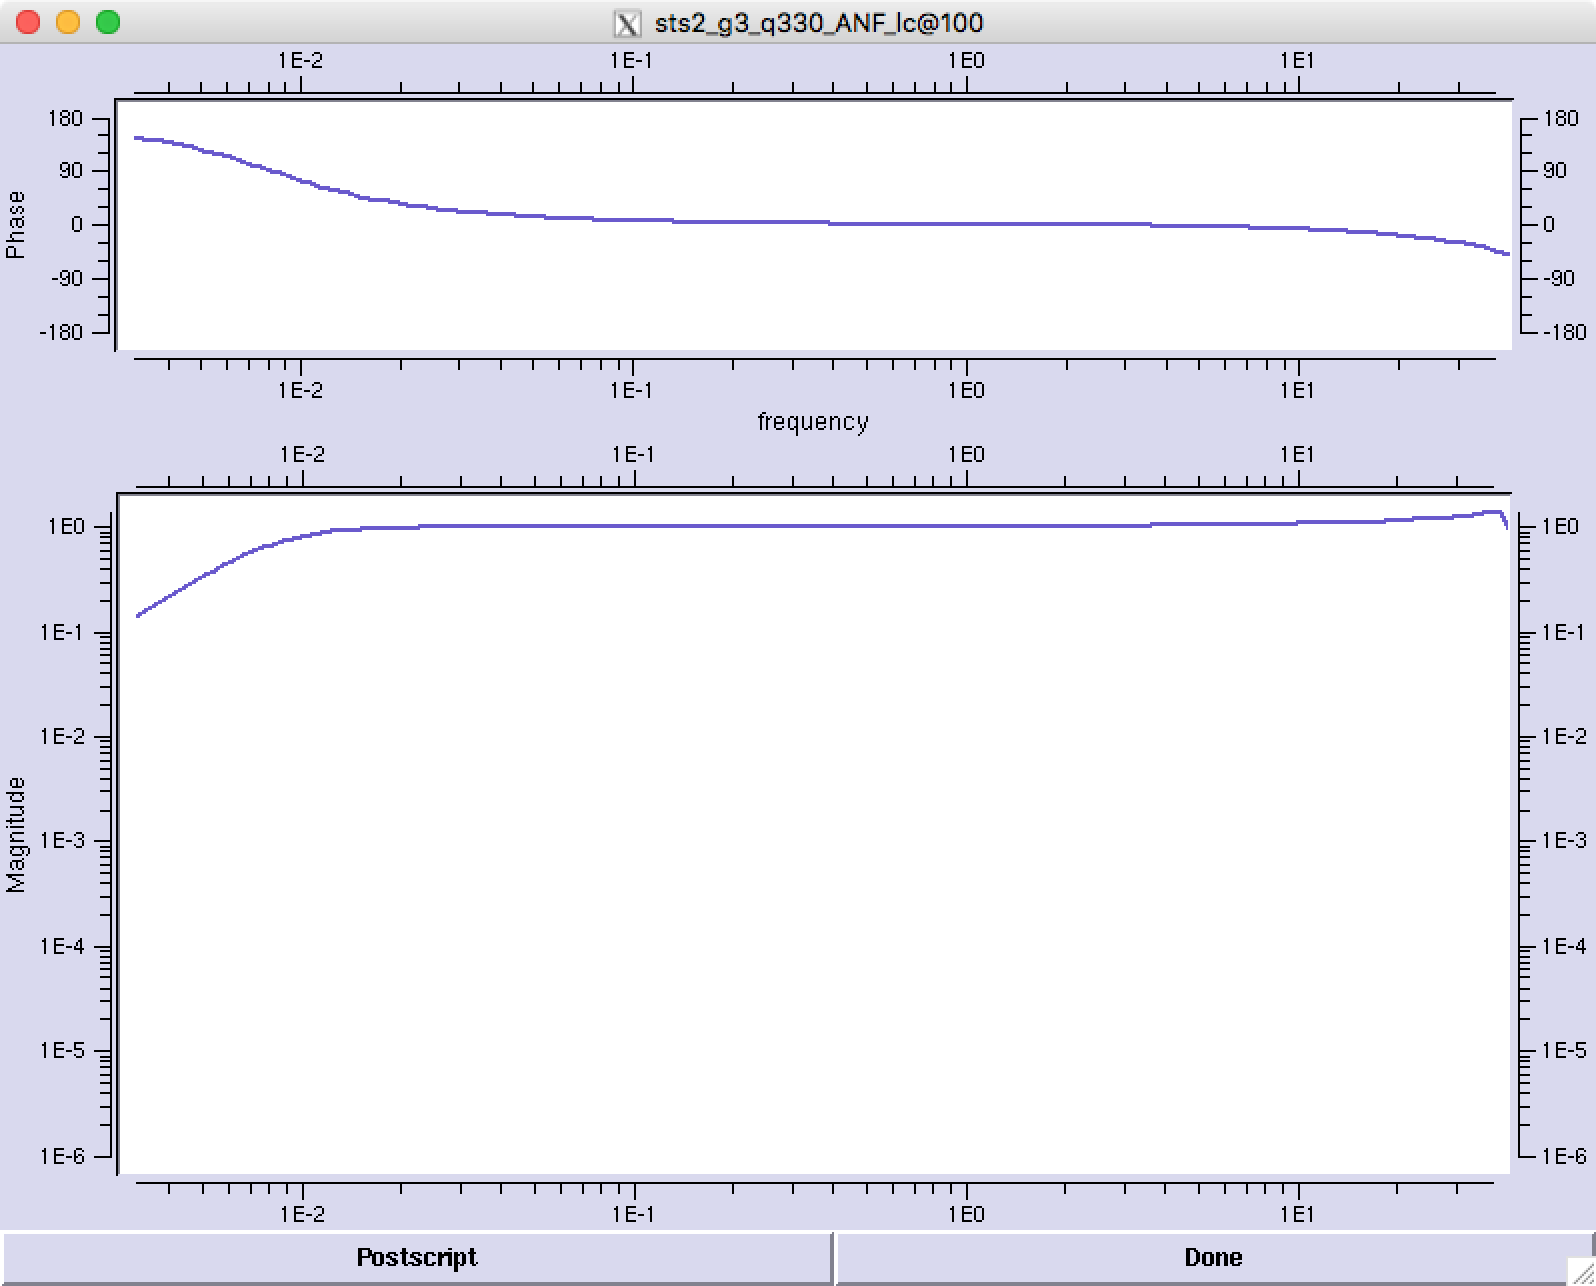 X sts2_g3_q330_ANF_lc@100
1E-2 1E-1 1E0 1E1
180 180
90 90
0 0
-90 -90
-180 -180
Phase
1E-2 1E-1 1E0 1E1
frequency
1E-2 1E-1 1E0 1E1
1E0 1E0
1E-1 1E-1
1E-2 1E-2
1E-3 1E-3
1E-4 1E-4
1E-5 1E-5
1E-6 1E-6
Magnitude
1E-2 1E-1 1E0 1E1
Postscript Done